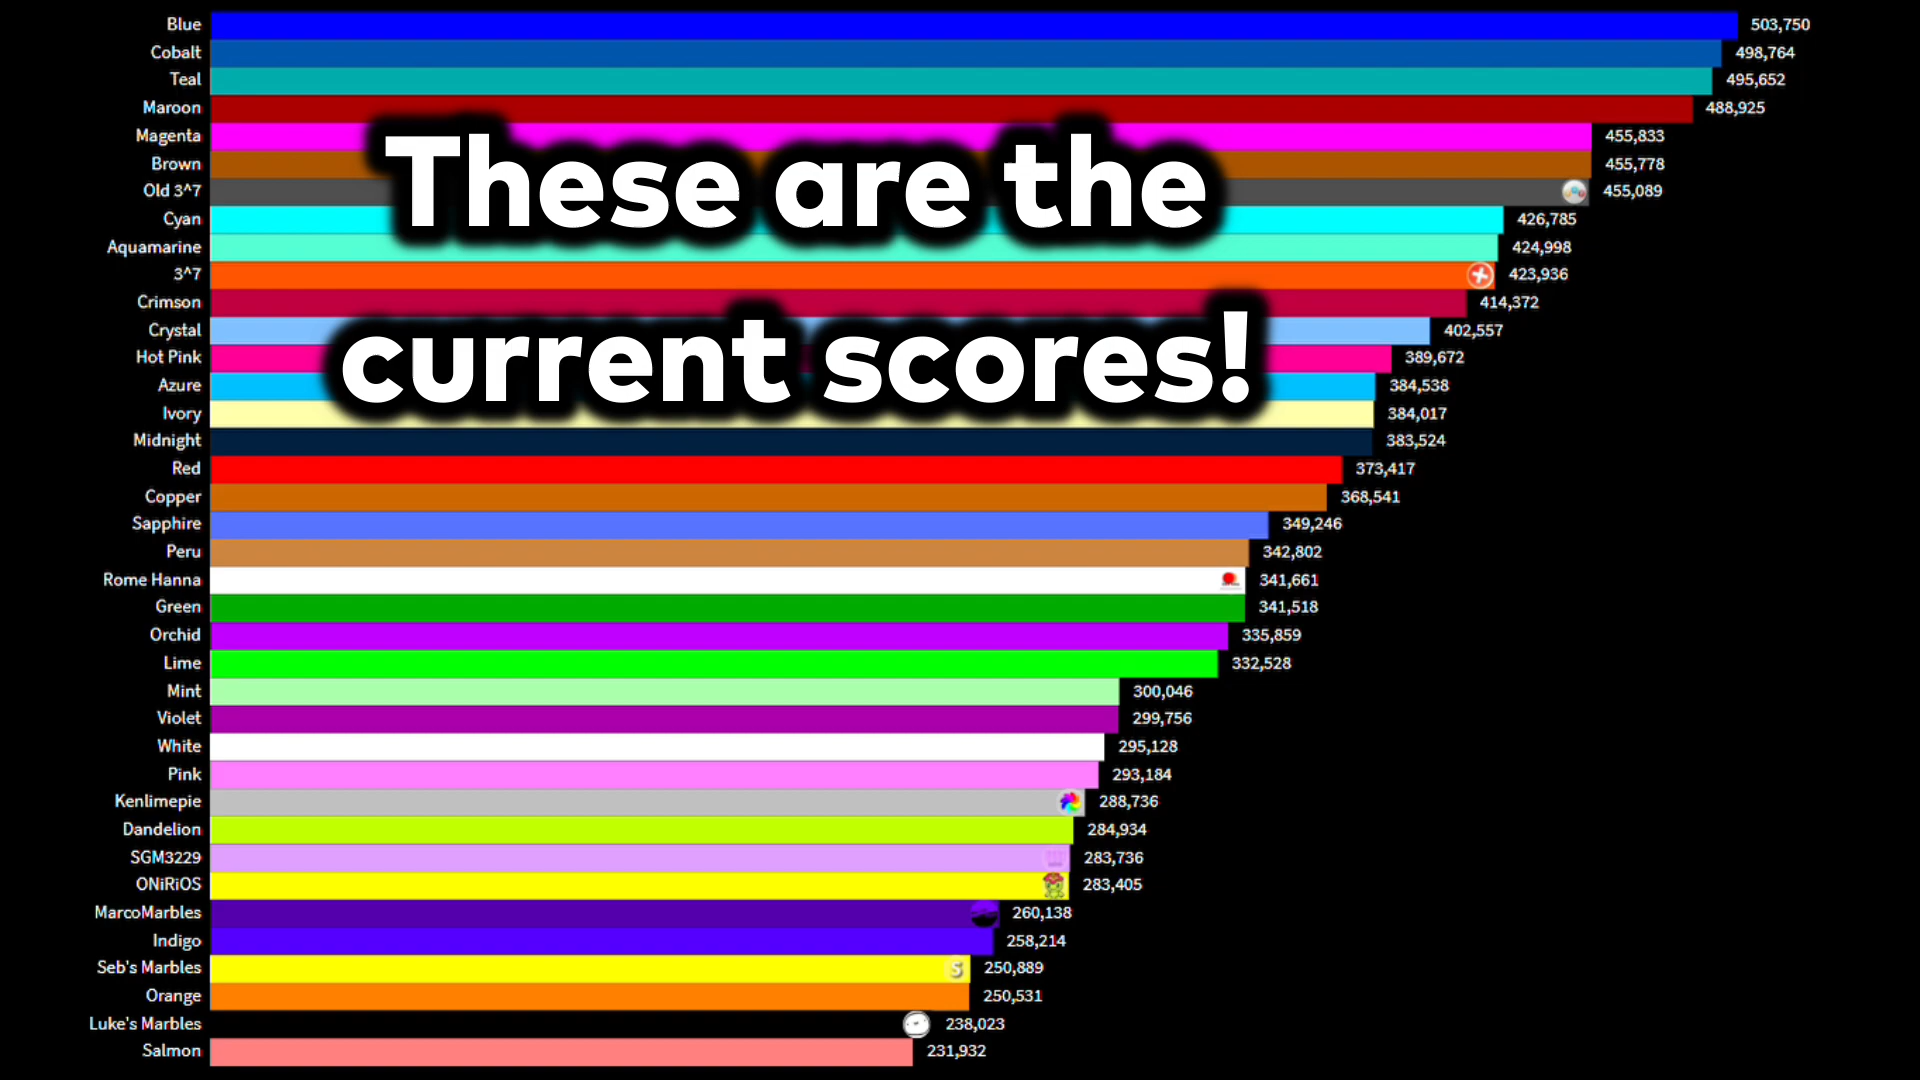 Blue 503,750
Cobalt 498,764
Teal 495,652
Maroon 488,925
Magenta 455,833
Brown 455,778
Old 3^7 455,089
Cyan 426,785
Aquamarine 424,998
3^7 423,936
Crimson 414,372
Crystal 402,557
Hot Pink 389,672
Azure 384,538
Ivory 384,017
Midnight 383,524
Red 373,417
Copper 368,541
Sapphire 349,246
Peru 342,802
Rome Hanna 341,661
Green 341,518
Orchid 335,859
Lime 332,528
Mint 300,046
Violet 299,756
White 295,128
Pink 293,184
Kenlimepie 288,736
Dandelion 284,934
SGM3229 283,736
ONiRiOS 283,405
MarcoMarbles 260,138
Indigo 258,214
Seb's Marbles S 250,889
Orange 250,531
Luke's Marbles 238,023
Salmon 231,932
These are the
current scores!